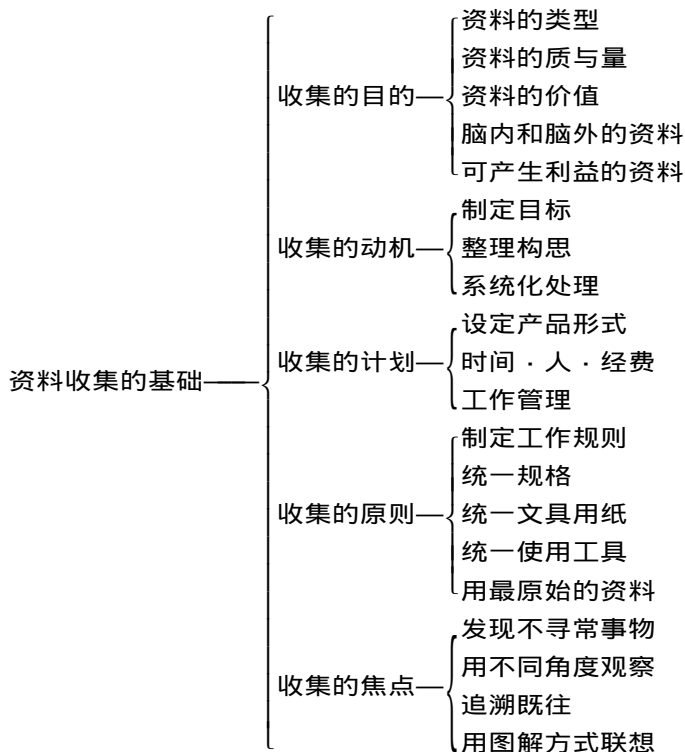 资料收集的基础
收集的目的
资料的类型
资料的质与量
资料的价值
脑内和脑外的资料
可产生利益的资料
收集的动机
制定目标
整理构思
系统化处理
收集的计划
设定产品形式
时间·人·经费
工作管理
收集的原则
制定工作规则
统一规格
统一文具用纸
统一使用工具
用最原始的资料
收集的焦点
发现不寻常事物
用不同角度观察
追溯既往
用图解方式联想